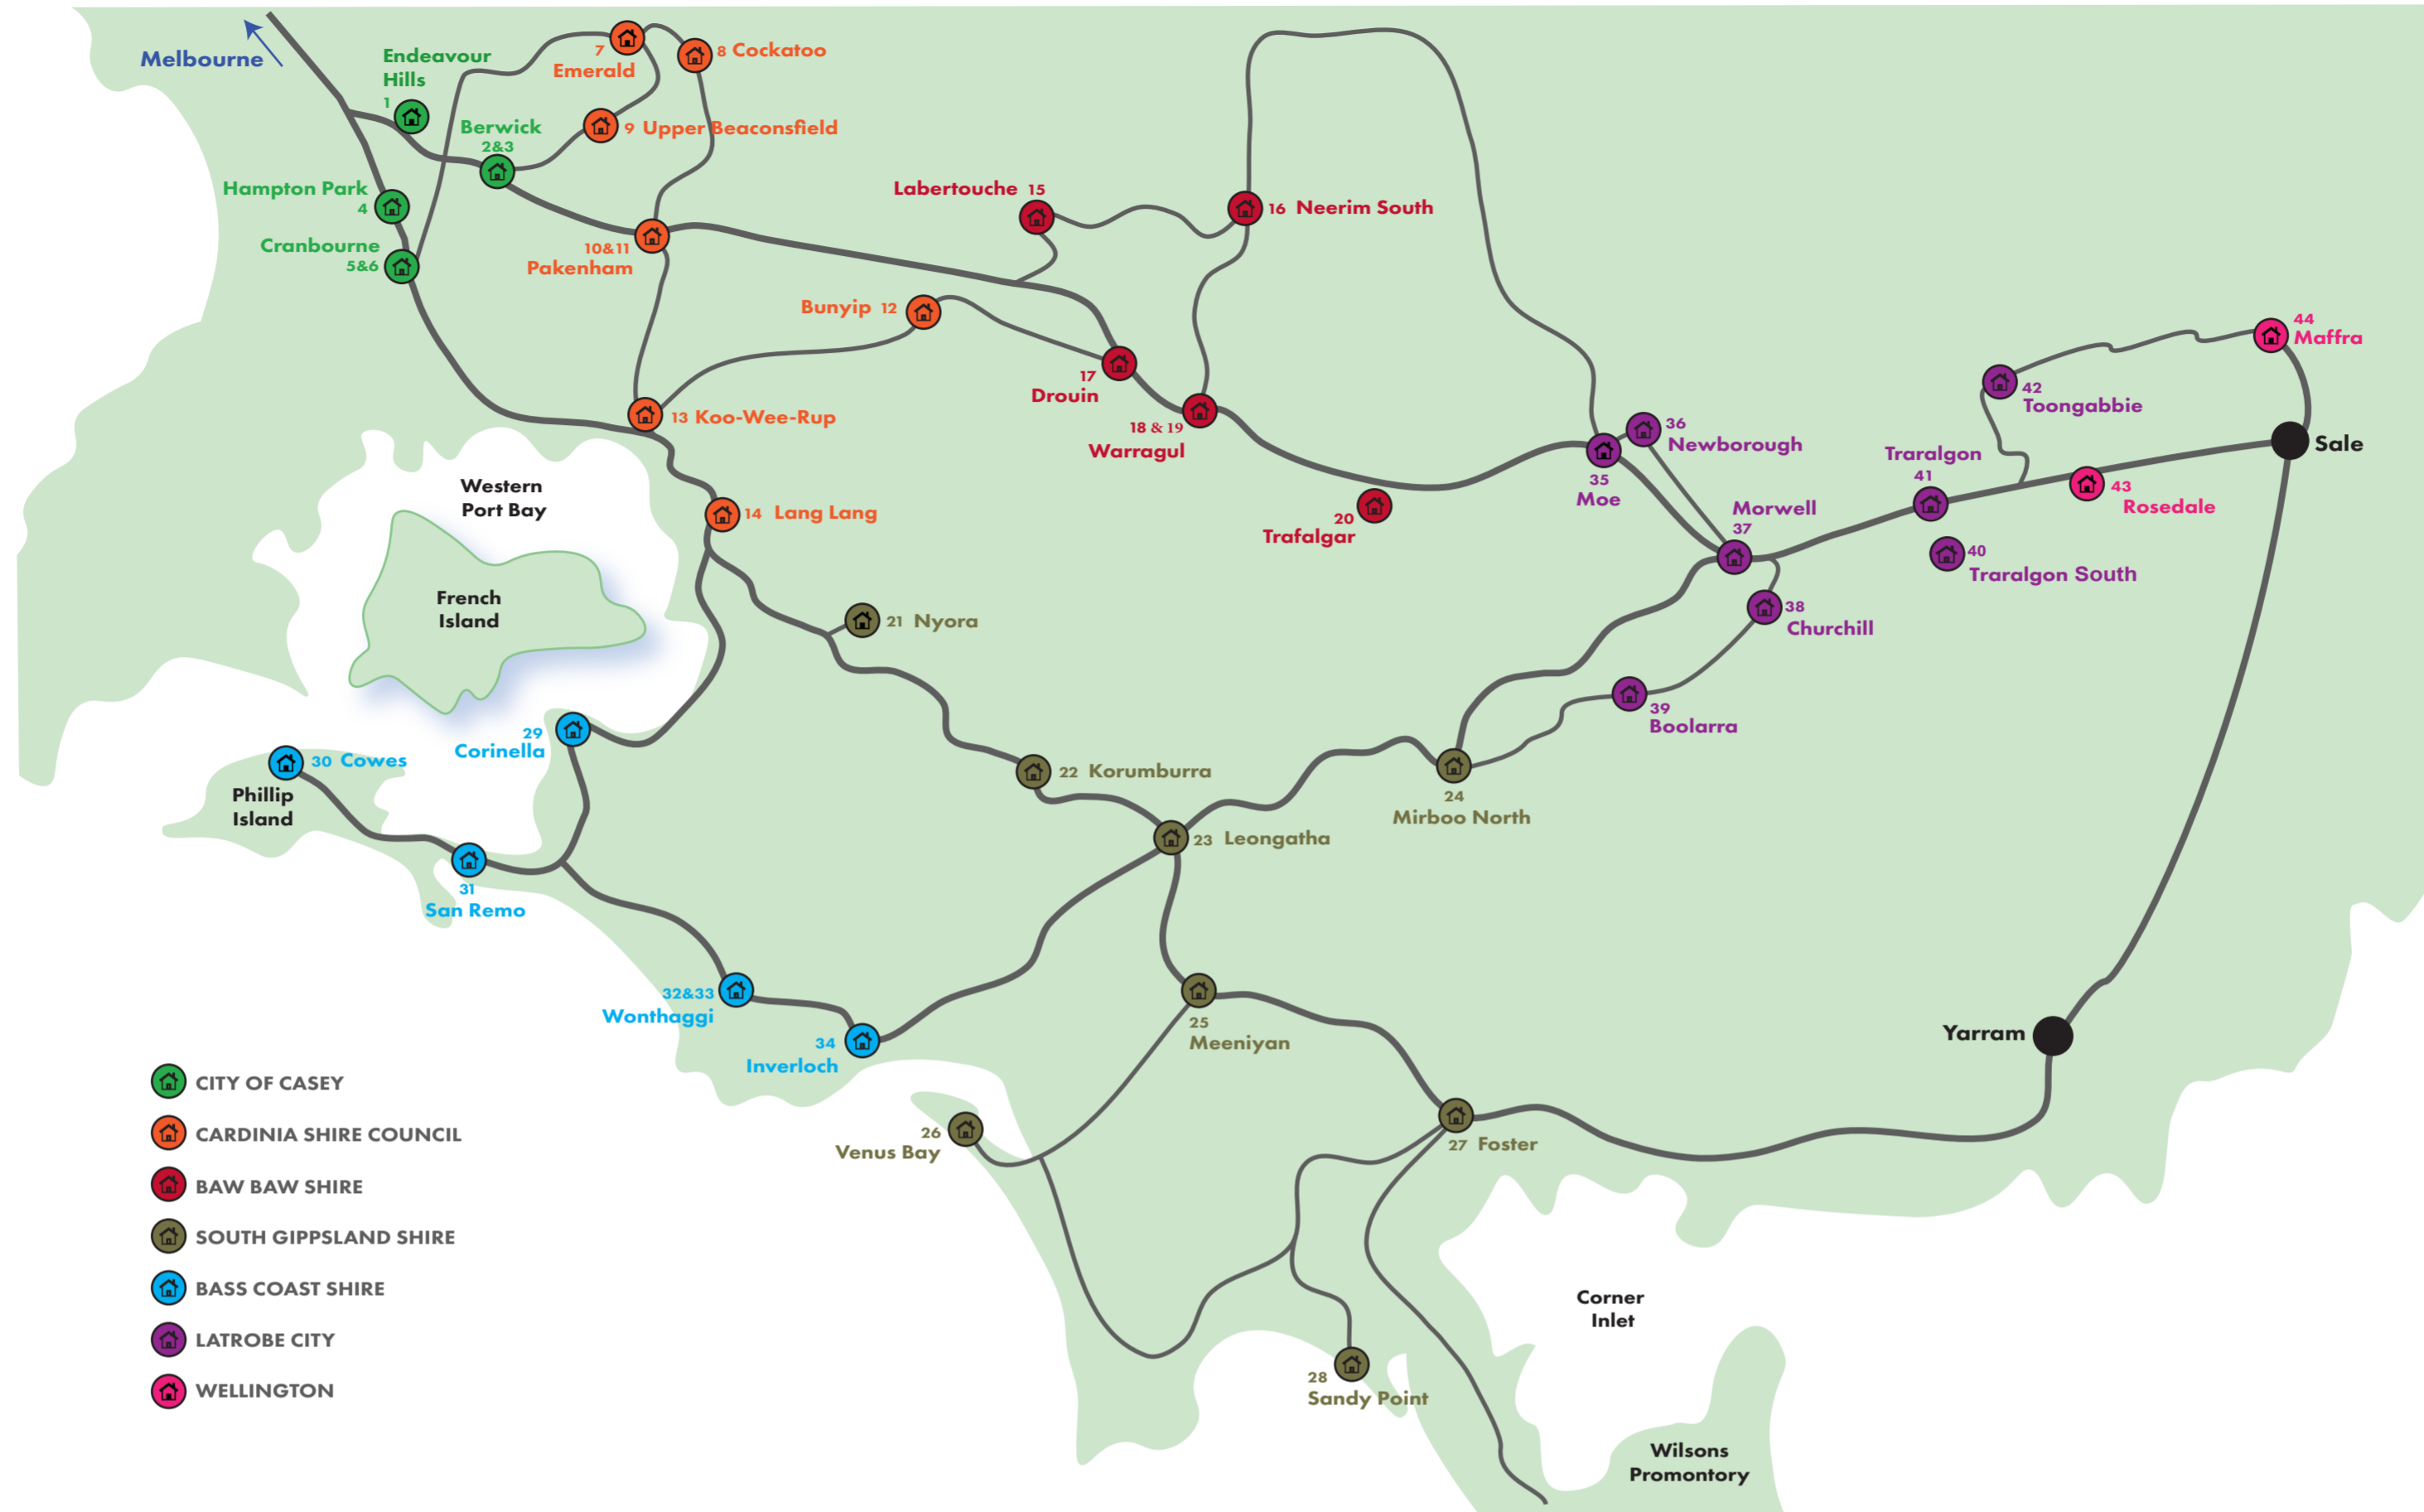 Melbourne
Endeavour
Hills
1
7
Emerald
8 Cockatoo
Berwick
2&3
9 Upper Beaconsfield
Hampton Park
4
Cranbourne
5&6
10&11
Pakenham
Labertouche 15
16 Neerim South
Bunyip 12
17
Drouin
13 Koo-Wee-Rup
18 & 19
Warragul
44
Maffra
42
Toongabbie
36
Newborough
35
Moe
Traralgon
41
Sale
43
Rosedale
Western
Port Bay
14 Lang Lang
20
Trafalgar
Morwell
37
40
Traralgon South
French
Island
21 Nyora
38
Churchill
39
Boolarra
29
Corinella
30 Cowes
Phillip
Island
22 Korumburra
24
Mirboo North
23 Leongatha
31
San Remo
32&33
Wonthaggi
34
Inverloch
25
Meeniyan
Yarram
26
Venus Bay
27 Foster
CITY OF CASEY
CARDINIA SHIRE COUNCIL
BAW BAW SHIRE
SOUTH GIPPSLAND SHIRE
BASS COAST SHIRE
LATROBE CITY
WELLINGTON
Corner
Inlet
28
Sandy Point
Wilsons
Promontory